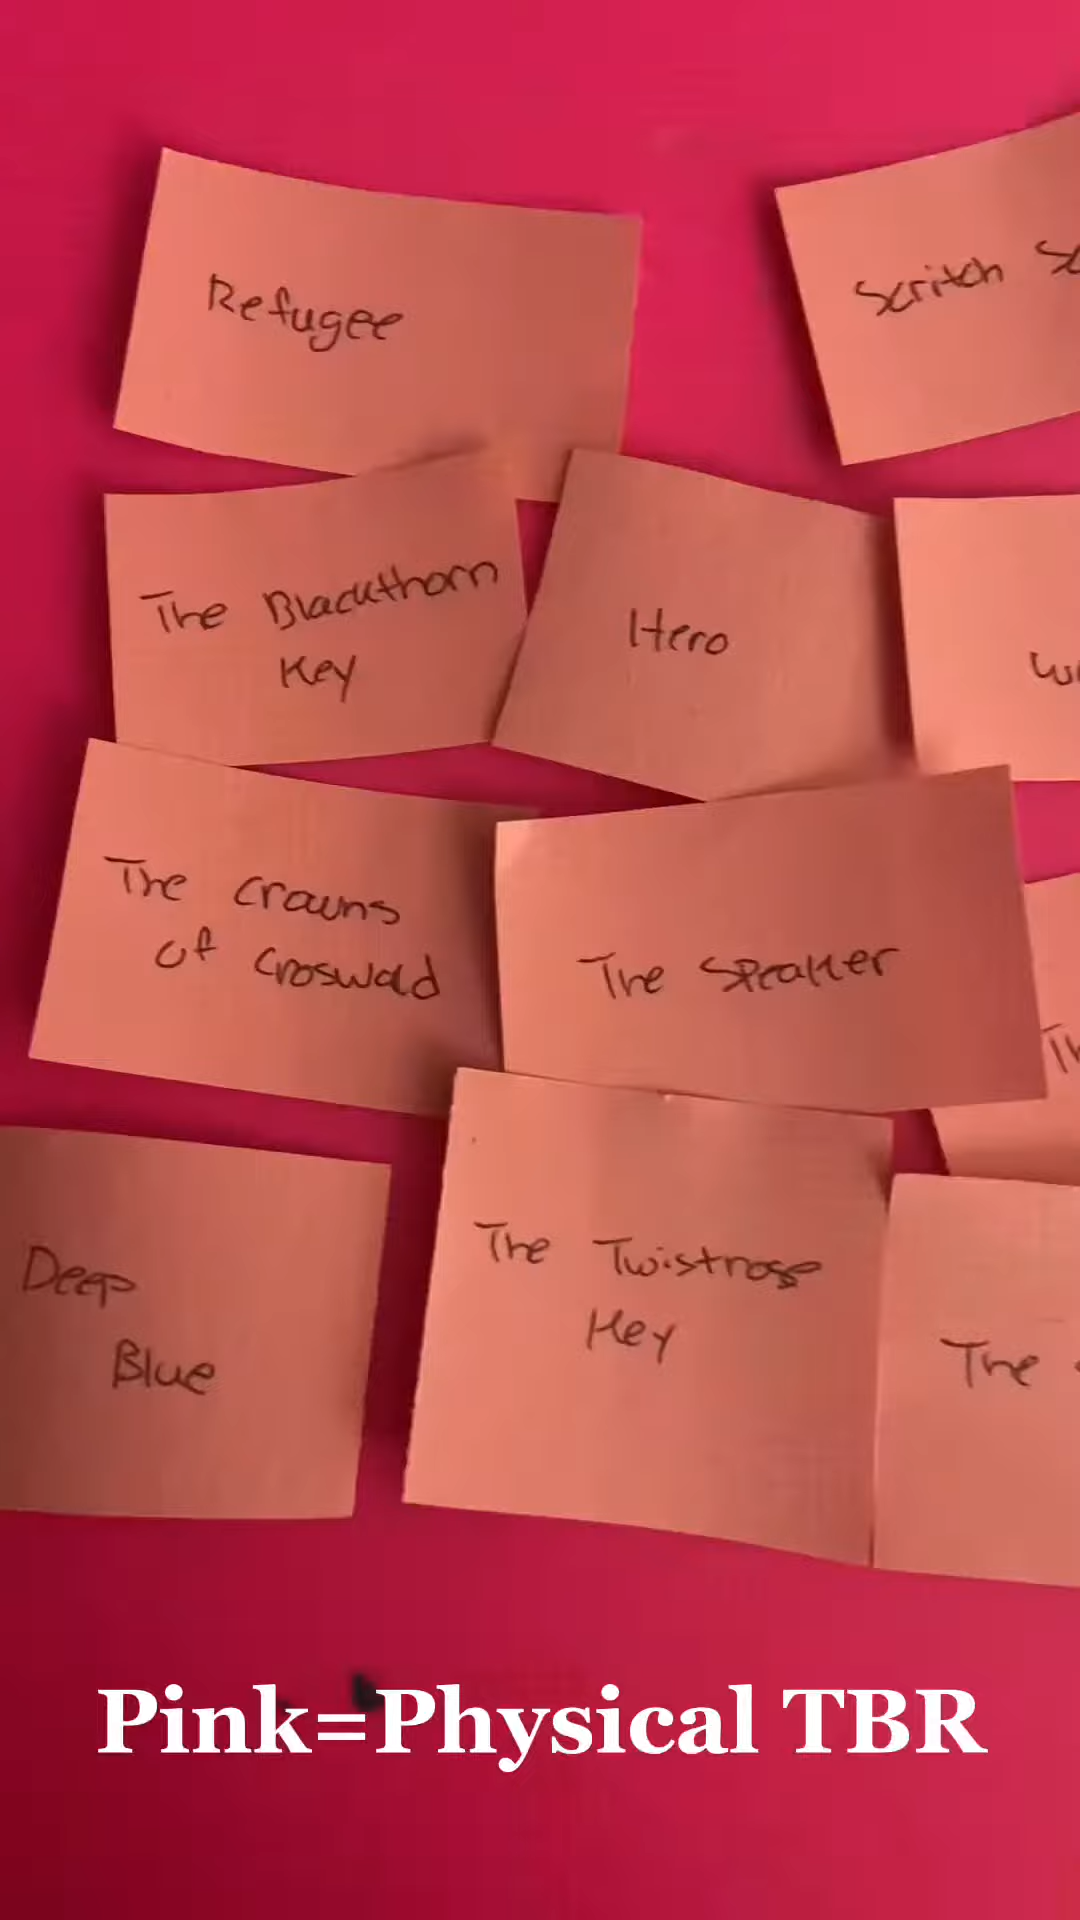 Refugee
Scritch
The Blackthorn
Key
Hero
The Crowns
of Croswald
The Speaker
Deep
Blue
The Twistrose
Key
The
Pink=Physical TBR